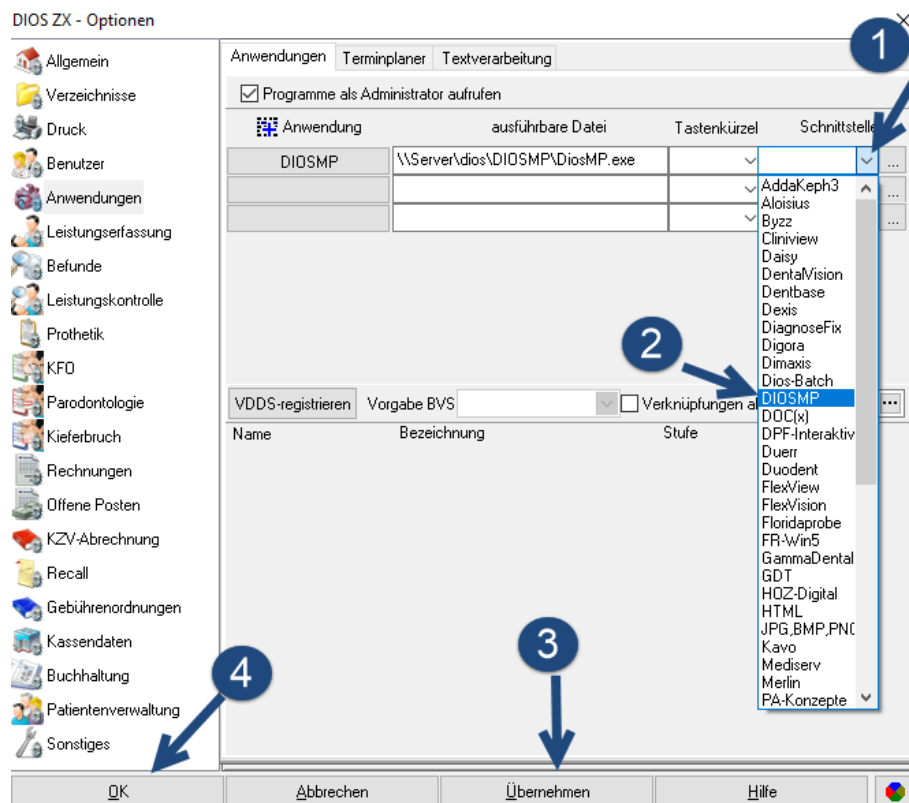 DIOS ZX - Optionen
1
Allgemein
Verzeichnisse
Druck
Benutzer
Anwendungen
Leistungserfassung
Befunde
Leistungskontrolle
Prothetik
KFO
Parodontologie
Kieferbruch
Rechnungen
Offene Posten
KZV-Abrechnung
Recall
Gebührenordnungen
Kassendaten
Buchhaltung
Patientenverwaltung
Sonstiges
Anwendungen Terminplaner Textverarbeitung
Programme als Administrator aufrufen
Anwendung ausführbare Datei Tastenkürzel Schnittstelle
DIOSMP \\Server\dios\DIOSMP\DiosMP.exe ...
...
...
AddaKeph3
Aloisius
Byzz
Cliniview
Daisy
DentalVision
Dentbase
Dexis
DiagnoseFix
Digora
Dimaxis
Dios-Batch
DIOSMP
DOC(x)
DPF-Interaktiv
Duerr
Duodent
FlexView
FlexVision
Floridaprobe
FR-Win5
GammaDental
GDT
HOZ-Digital
HTML
JPG,BMP,PNG
Kavo
Mediserv
Merlin
PA-Konzepte
2
VDDS-registrieren Vorgabe BVS Verknüpfungen ...
Name Bezeichnung Stufe
3
4
OK Abbrechen Übernehmen Hilfe